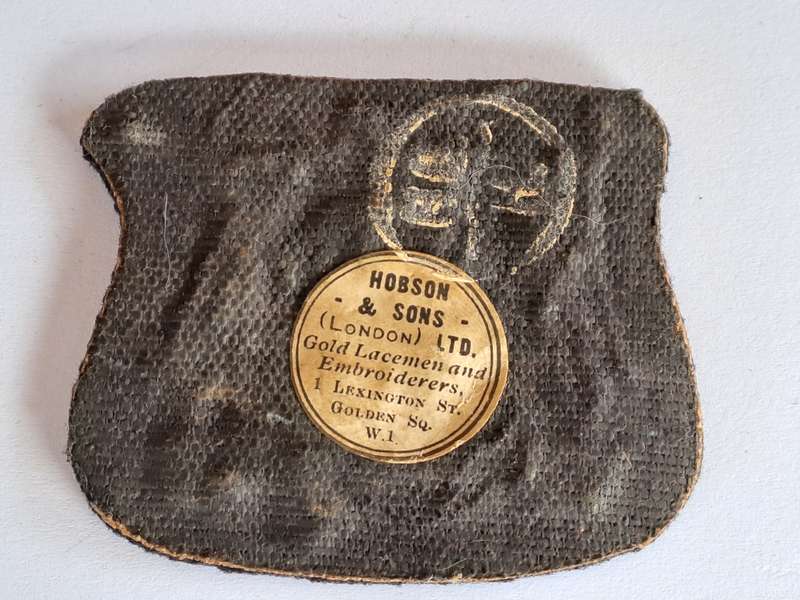 HOBSON
- & SONS -
(LONDON) LTD.
Gold Lacemen and
Embroiderers,
1 LEXINGTON ST.
GOLDEN SQ.
W.1.